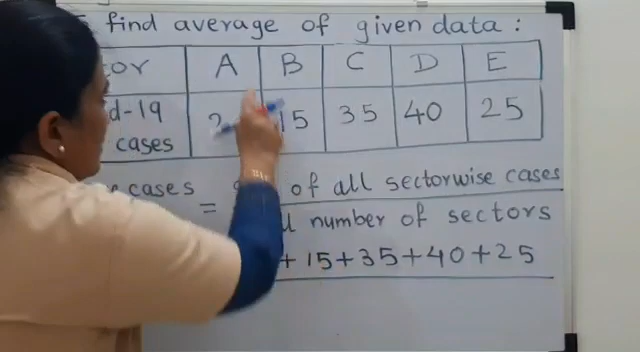 find average of given data :
A B C D E
d-19 15 35 40 25
cases
cases = of all sectorwise cases
number of sectors
+ 15 + 35 + 40 + 25